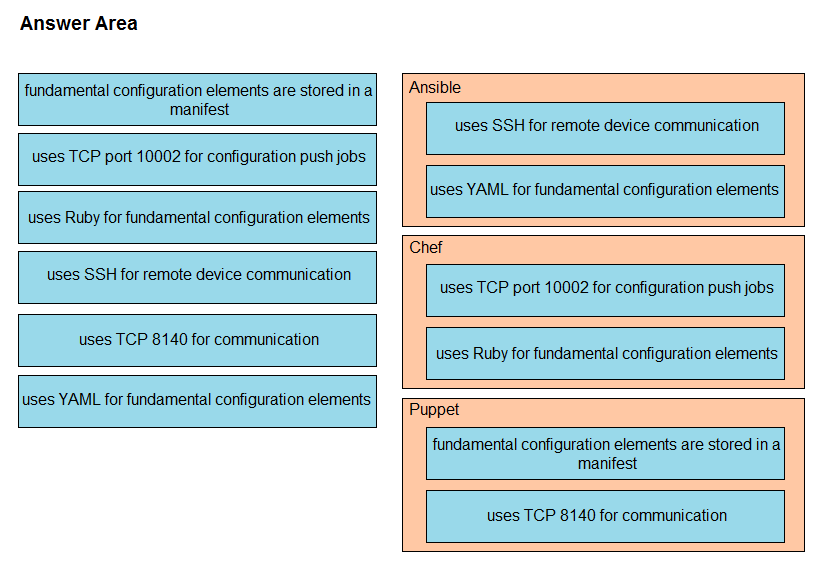 Answer Area
fundamental configuration elements are stored in a
manifest
uses TCP port 10002 for configuration push jobs
uses Ruby for fundamental configuration elements
uses SSH for remote device communication
uses TCP 8140 for communication
uses YAML for fundamental configuration elements
Ansible
uses SSH for remote device communication
uses YAML for fundamental configuration elements
Chef
uses TCP port 10002 for configuration push jobs
uses Ruby for fundamental configuration elements
Puppet
fundamental configuration elements are stored in a
manifest
uses TCP 8140 for communication